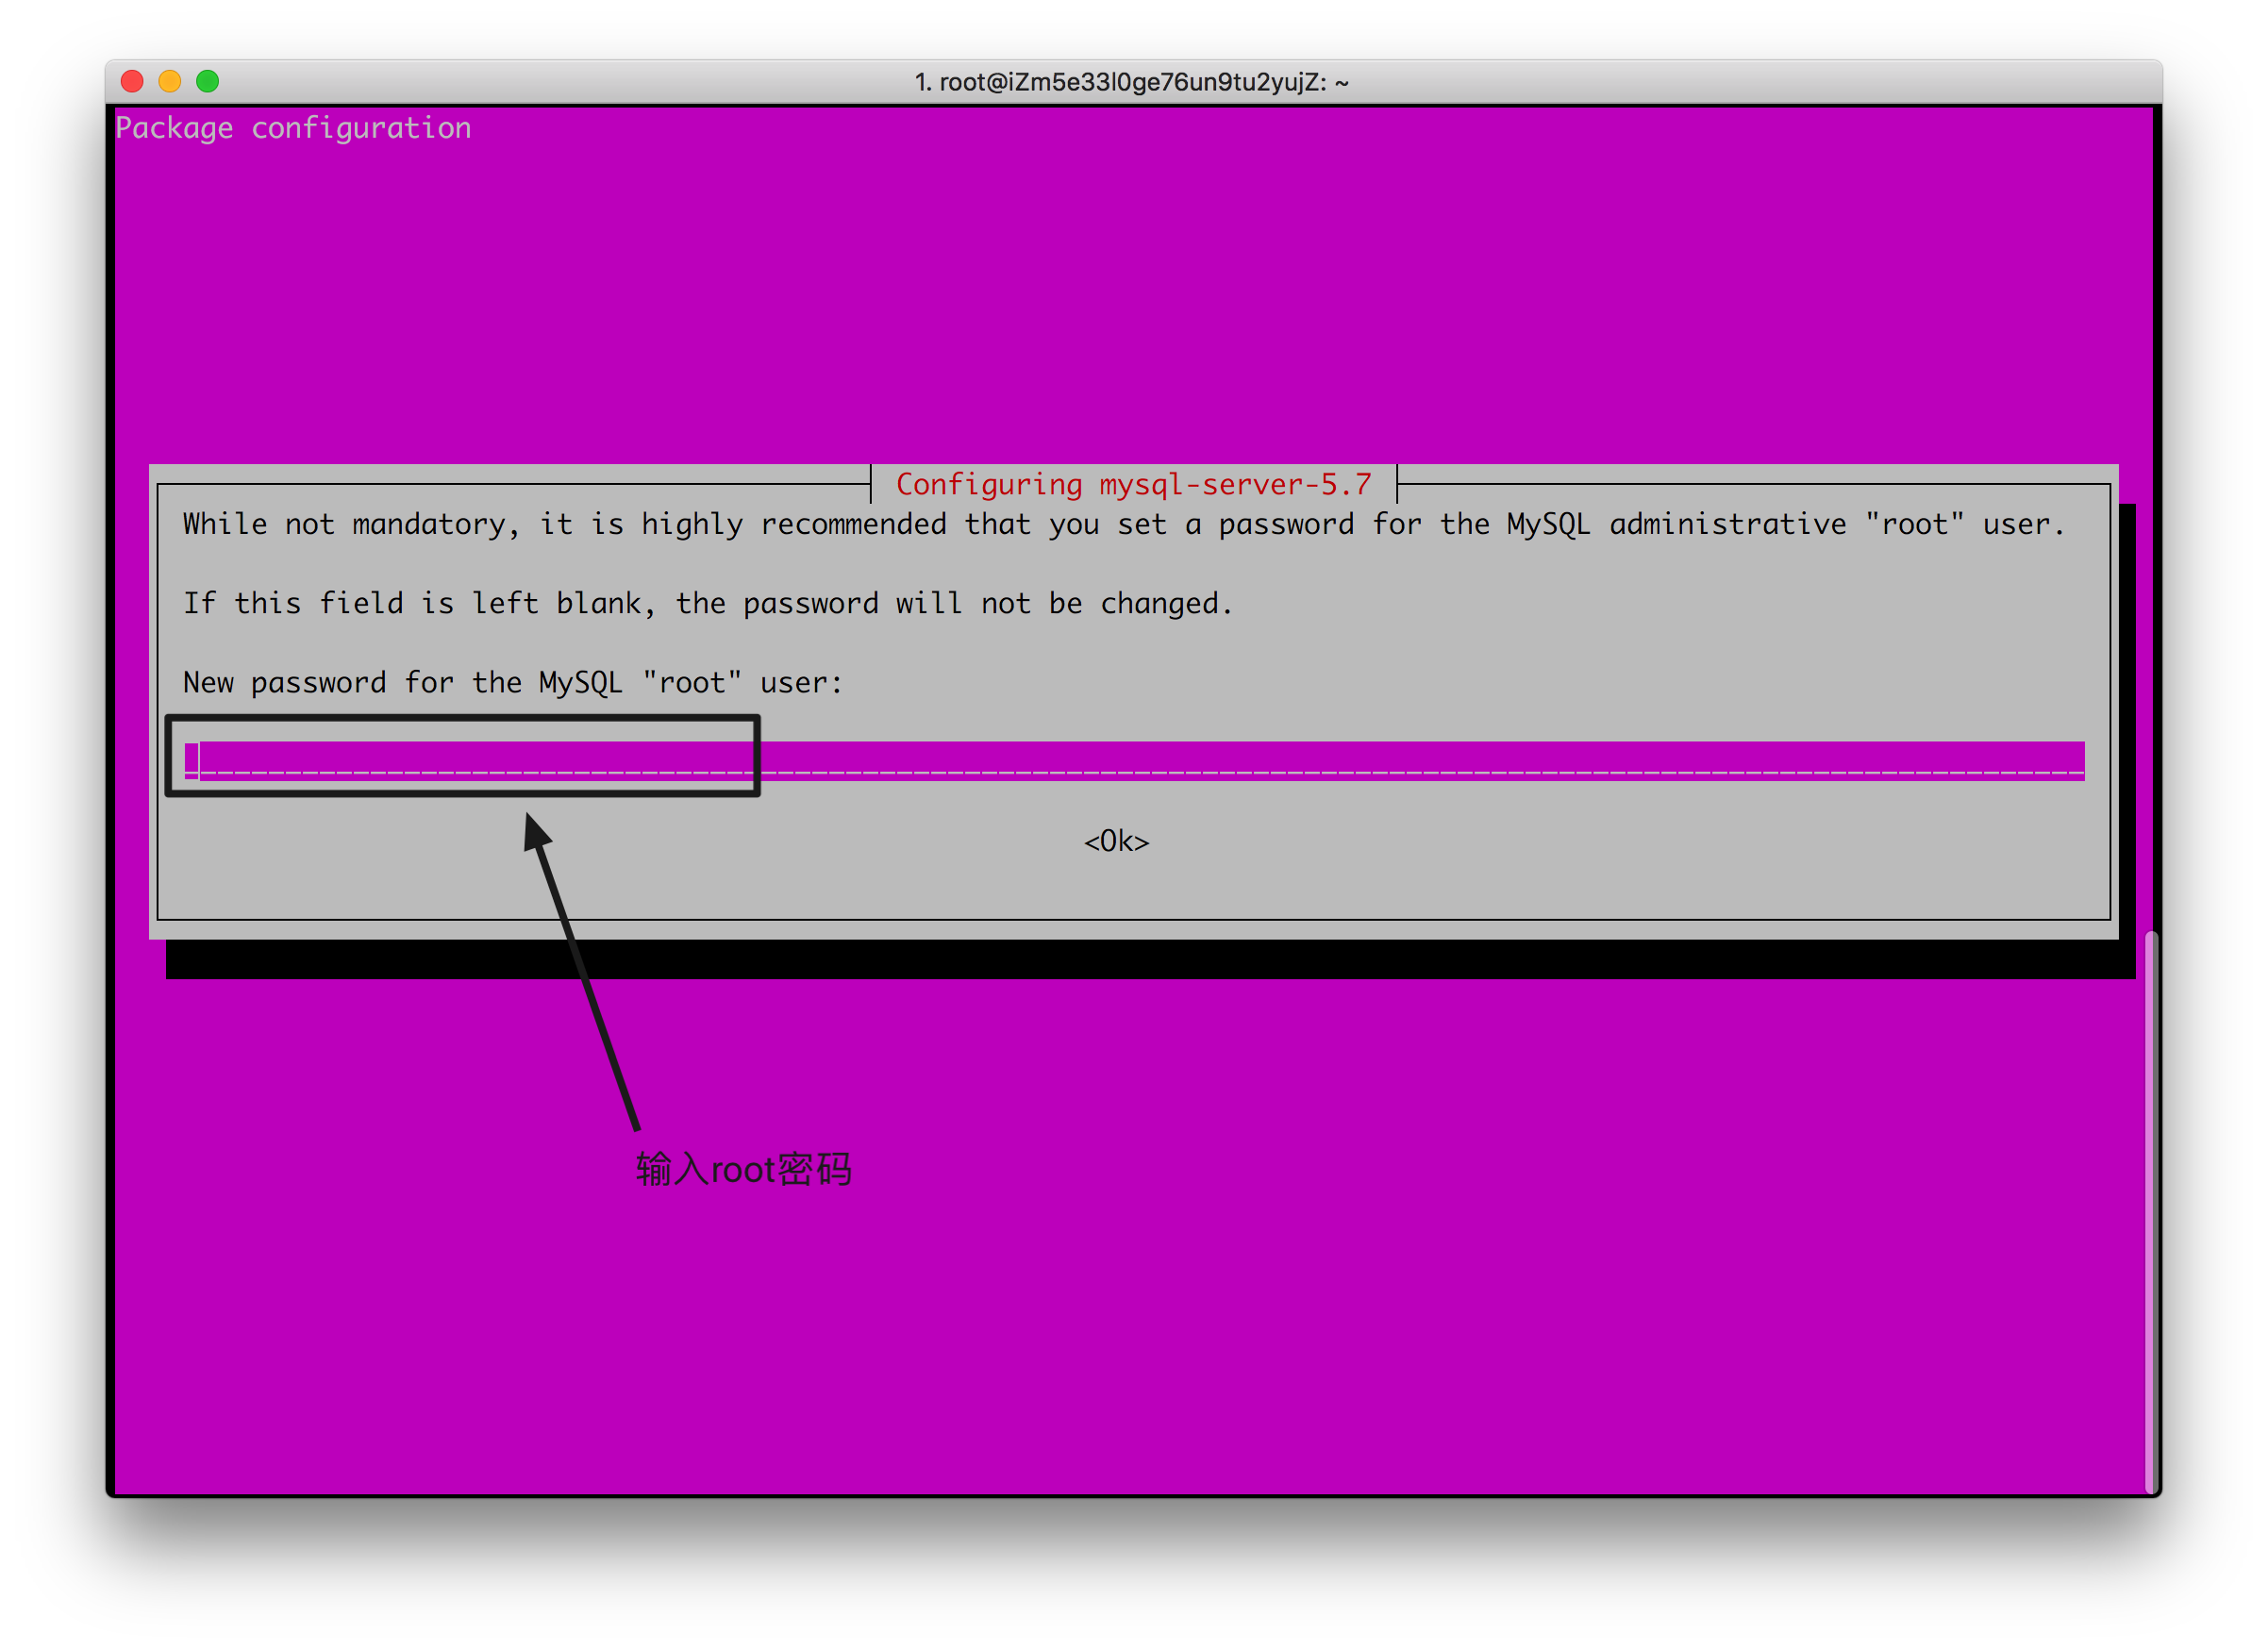 1. root@iZm5e33l0ge76un9tu2yujZ: ~
Package configuration
Configuring mysql-server-5.7
While not mandatory, it is highly recommended that you set a password for the MySQL administrative "root" user.
If this field is left blank, the password will not be changed.
New password for the MySQL "root" user:
<Ok>
输入root密码